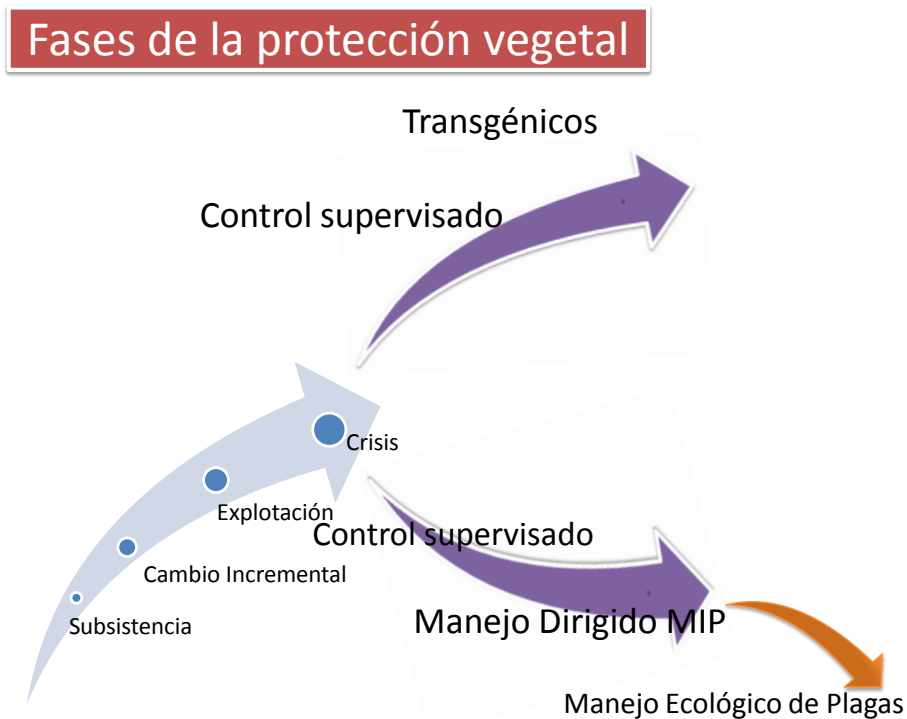 Fases de la protección vegetal
Transgénicos
Control supervisado
Crisis
Explotación
Control supervisado
Cambio Incremental
Manejo Dirigido MIP
Subsistencia
Manejo Ecológico de Plagas